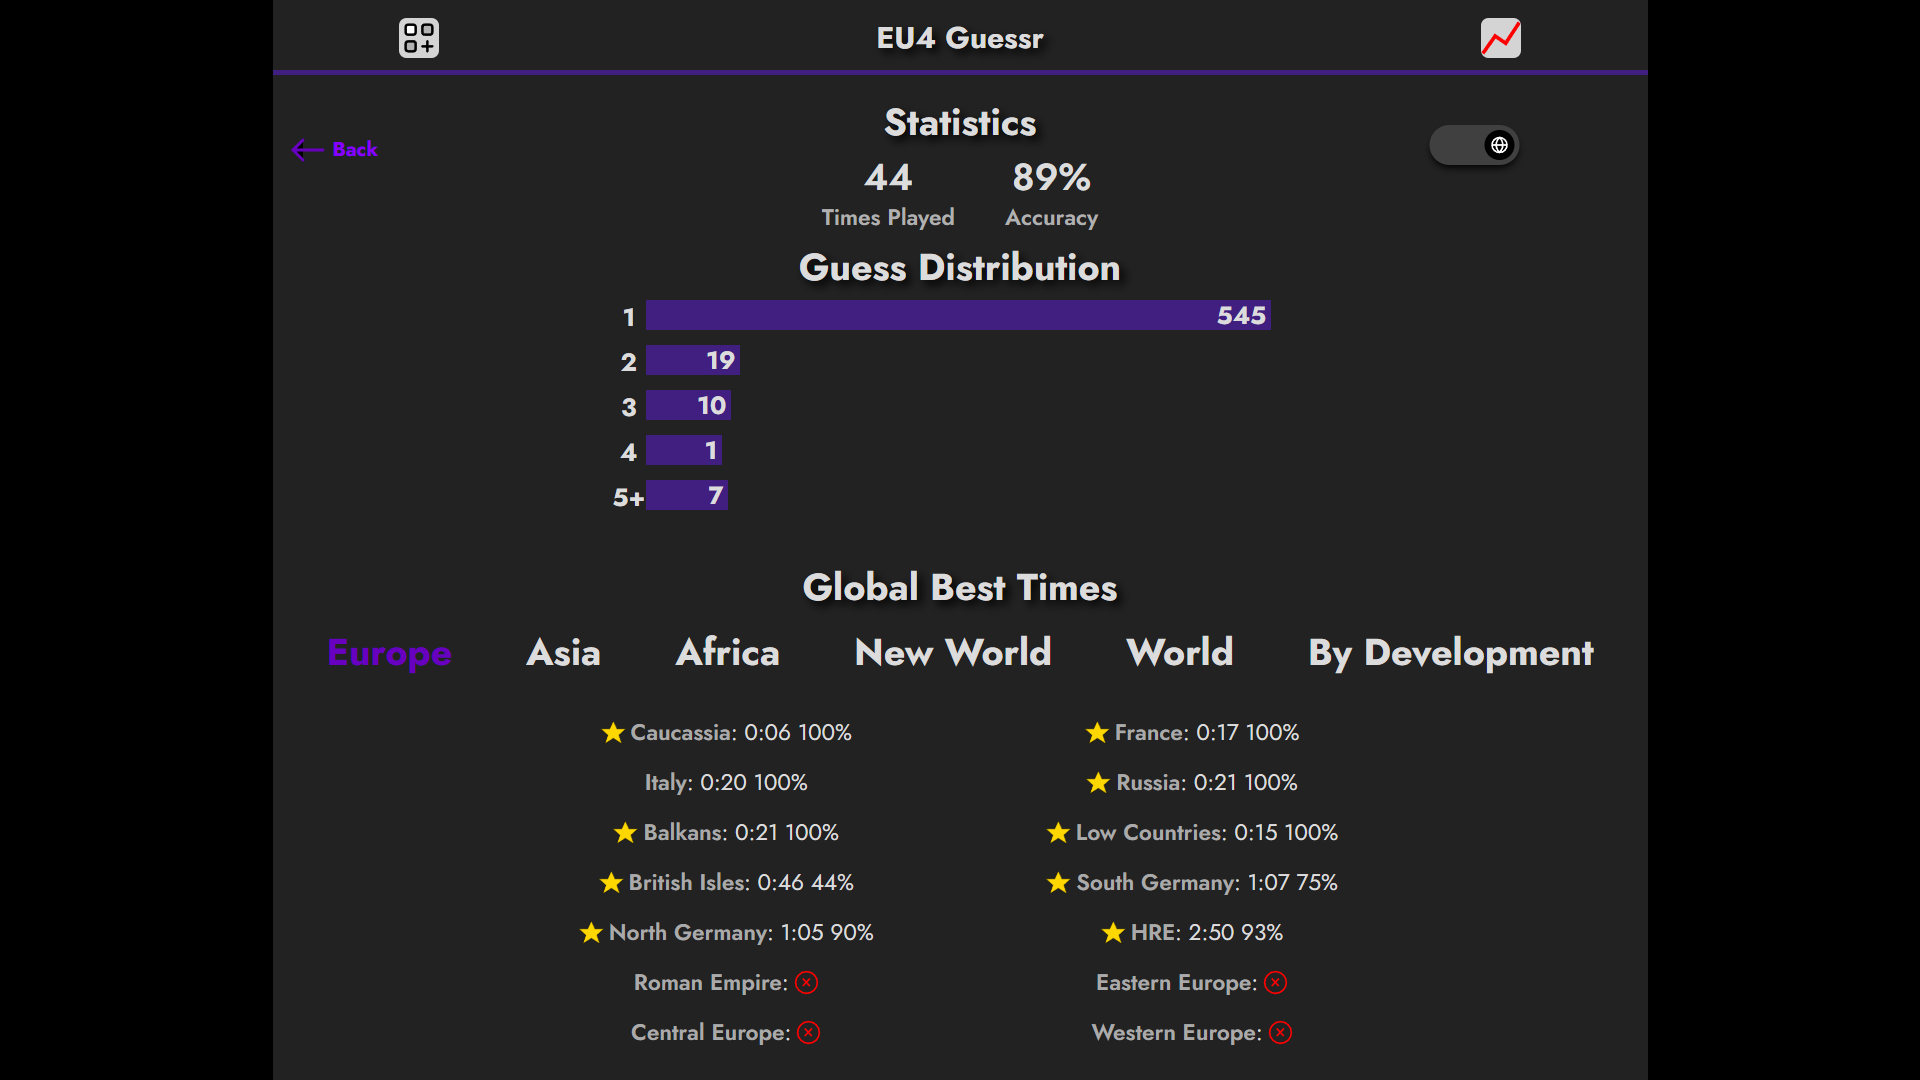 EU4 Guessr
Back
Statistics
44 89%
Times Played Accuracy
Guess Distribution
1 545
2 19
3 10
4 1
5+ 7
Global Best Times
Europe Asia Africa New World World By Development
Caucassia: 0:06 100% France: 0:17 100%
Italy: 0:20 100% Russia: 0:21 100%
Balkans: 0:21 100% Low Countries: 0:15 100%
British Isles: 0:46 44% South Germany: 1:07 75%
North Germany: 1:05 90% HRE: 2:50 93%
Roman Empire: Eastern Europe:
Central Europe: Western Europe: